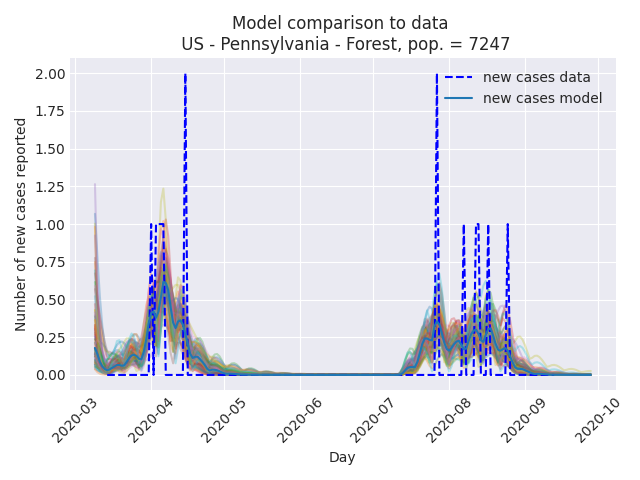 Model comparison to data
US - Pennsylvania - Forest, pop. = 7247
new cases data
new cases model
Number of new cases reported
2.00
1.75
1.50
1.25
1.00
0.75
0.50
0.25
0.00
2020-03
2020-04
2020-05
2020-06
2020-07
2020-08
2020-09
2020-10
Day